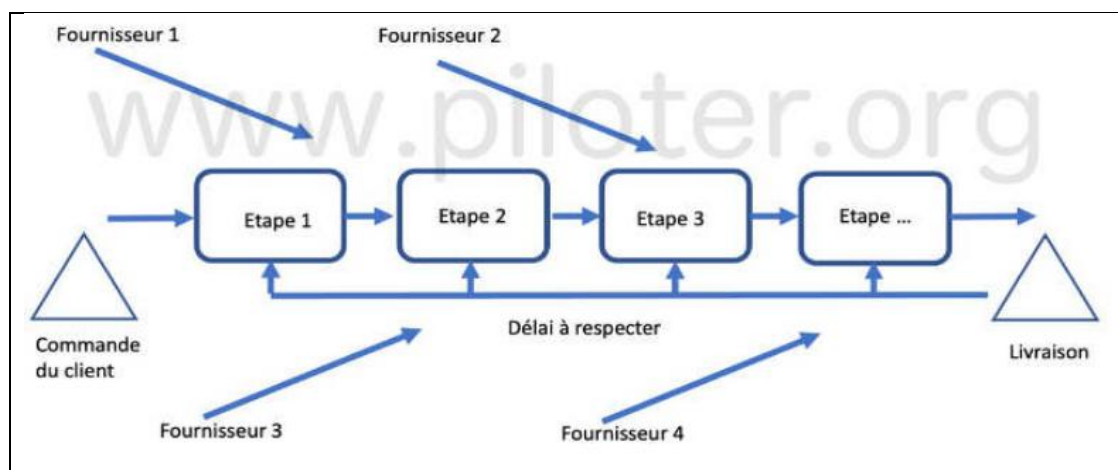 Fournisseur 1
Fournisseur 2
www.piloter.org
Etape 1
Etape 2
Etape 3
Etape ...
Délai à respecter
Commande
du client
Livraison
Fournisseur 3
Fournisseur 4